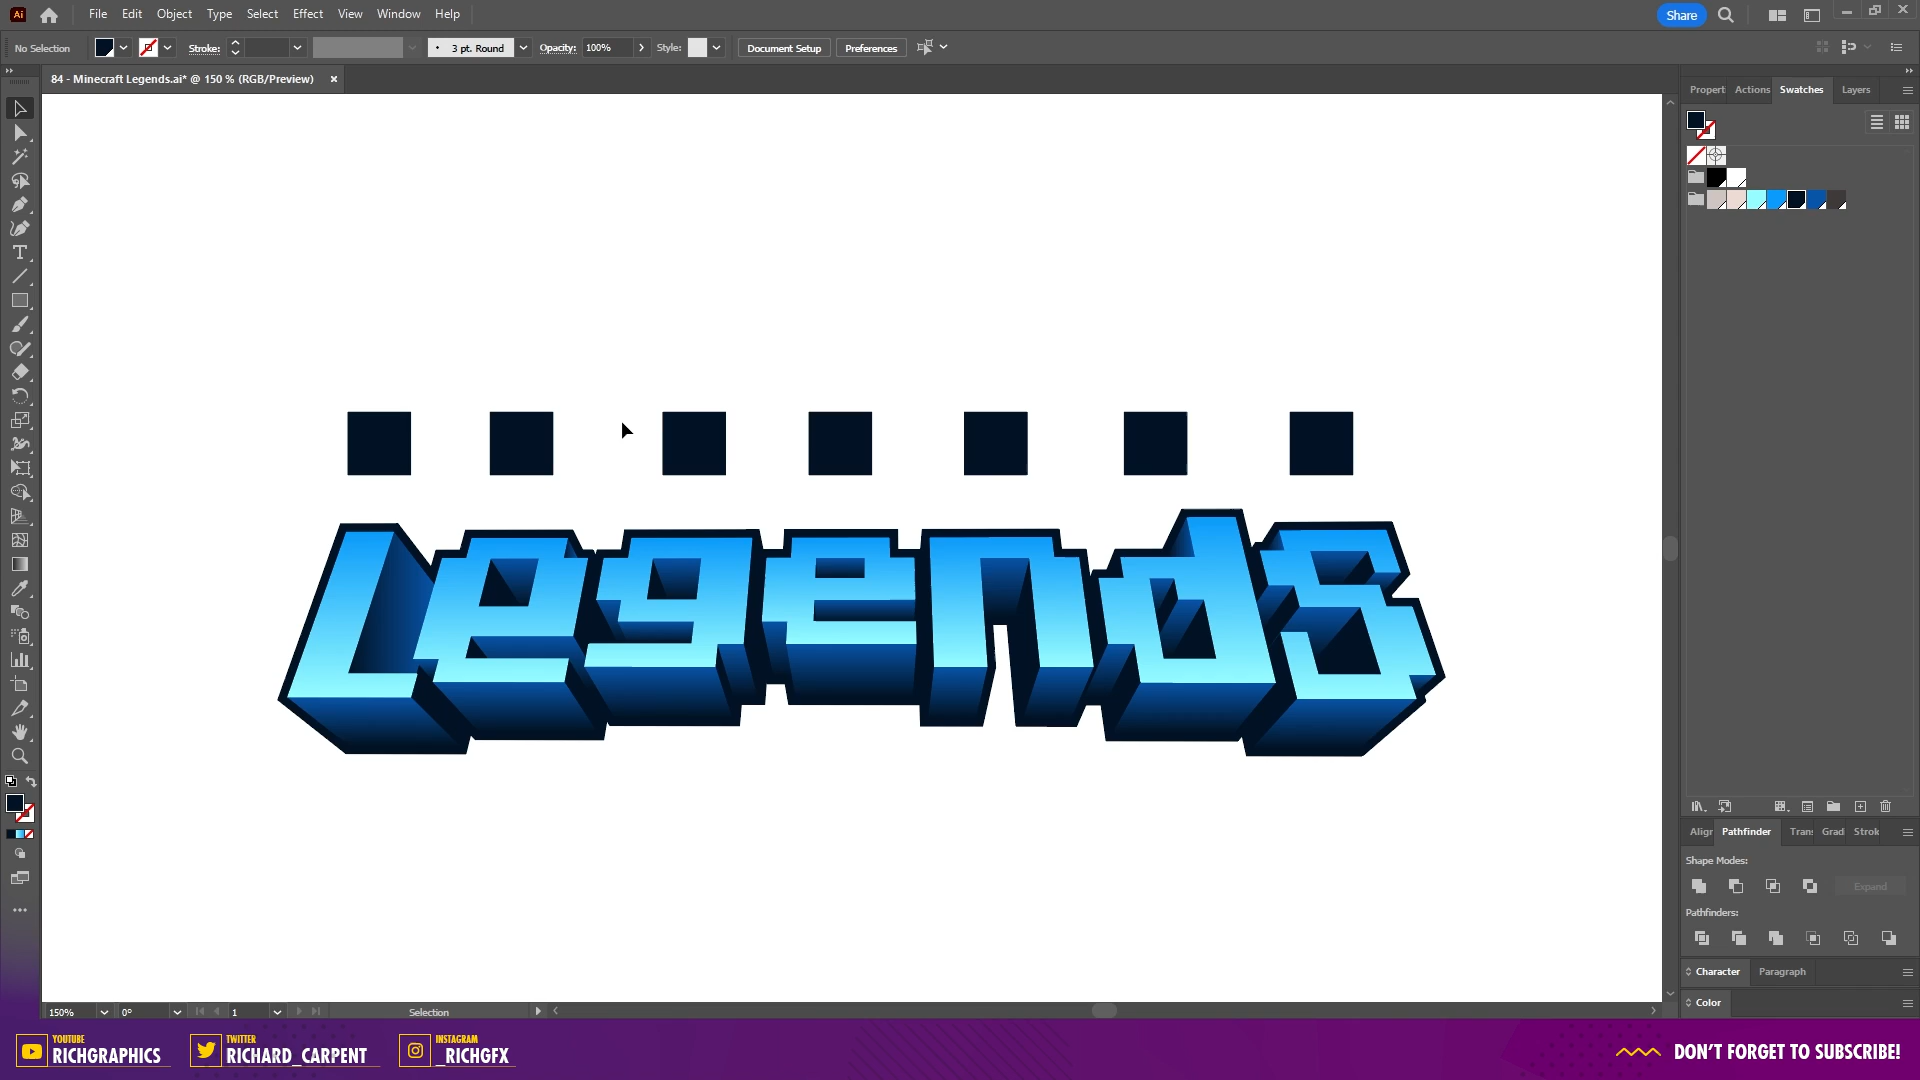 Ai File Edit Object Type Select Effect View Window Help Share
No Selection Stroke: 3 pt. Round Opacity: 100% Style: Document Setup Preferences
84 - Minecraft Legends.ai* @ 150 % (RGB/Preview) ×
Propert Actions Swatches Layers
Legends
Aligr Pathfinder Trans Grad Strok
Shape Modes:
Expand
Pathfinders:
Character Paragraph
Color
150% 0° 1 Selection
YOUTUBE
RICHGRAPHICS
TWITTER
RICHARD_CARPENT
INSTAGRAM
_RICHGFX
DON'T FORGET TO SUBSCRIBE!